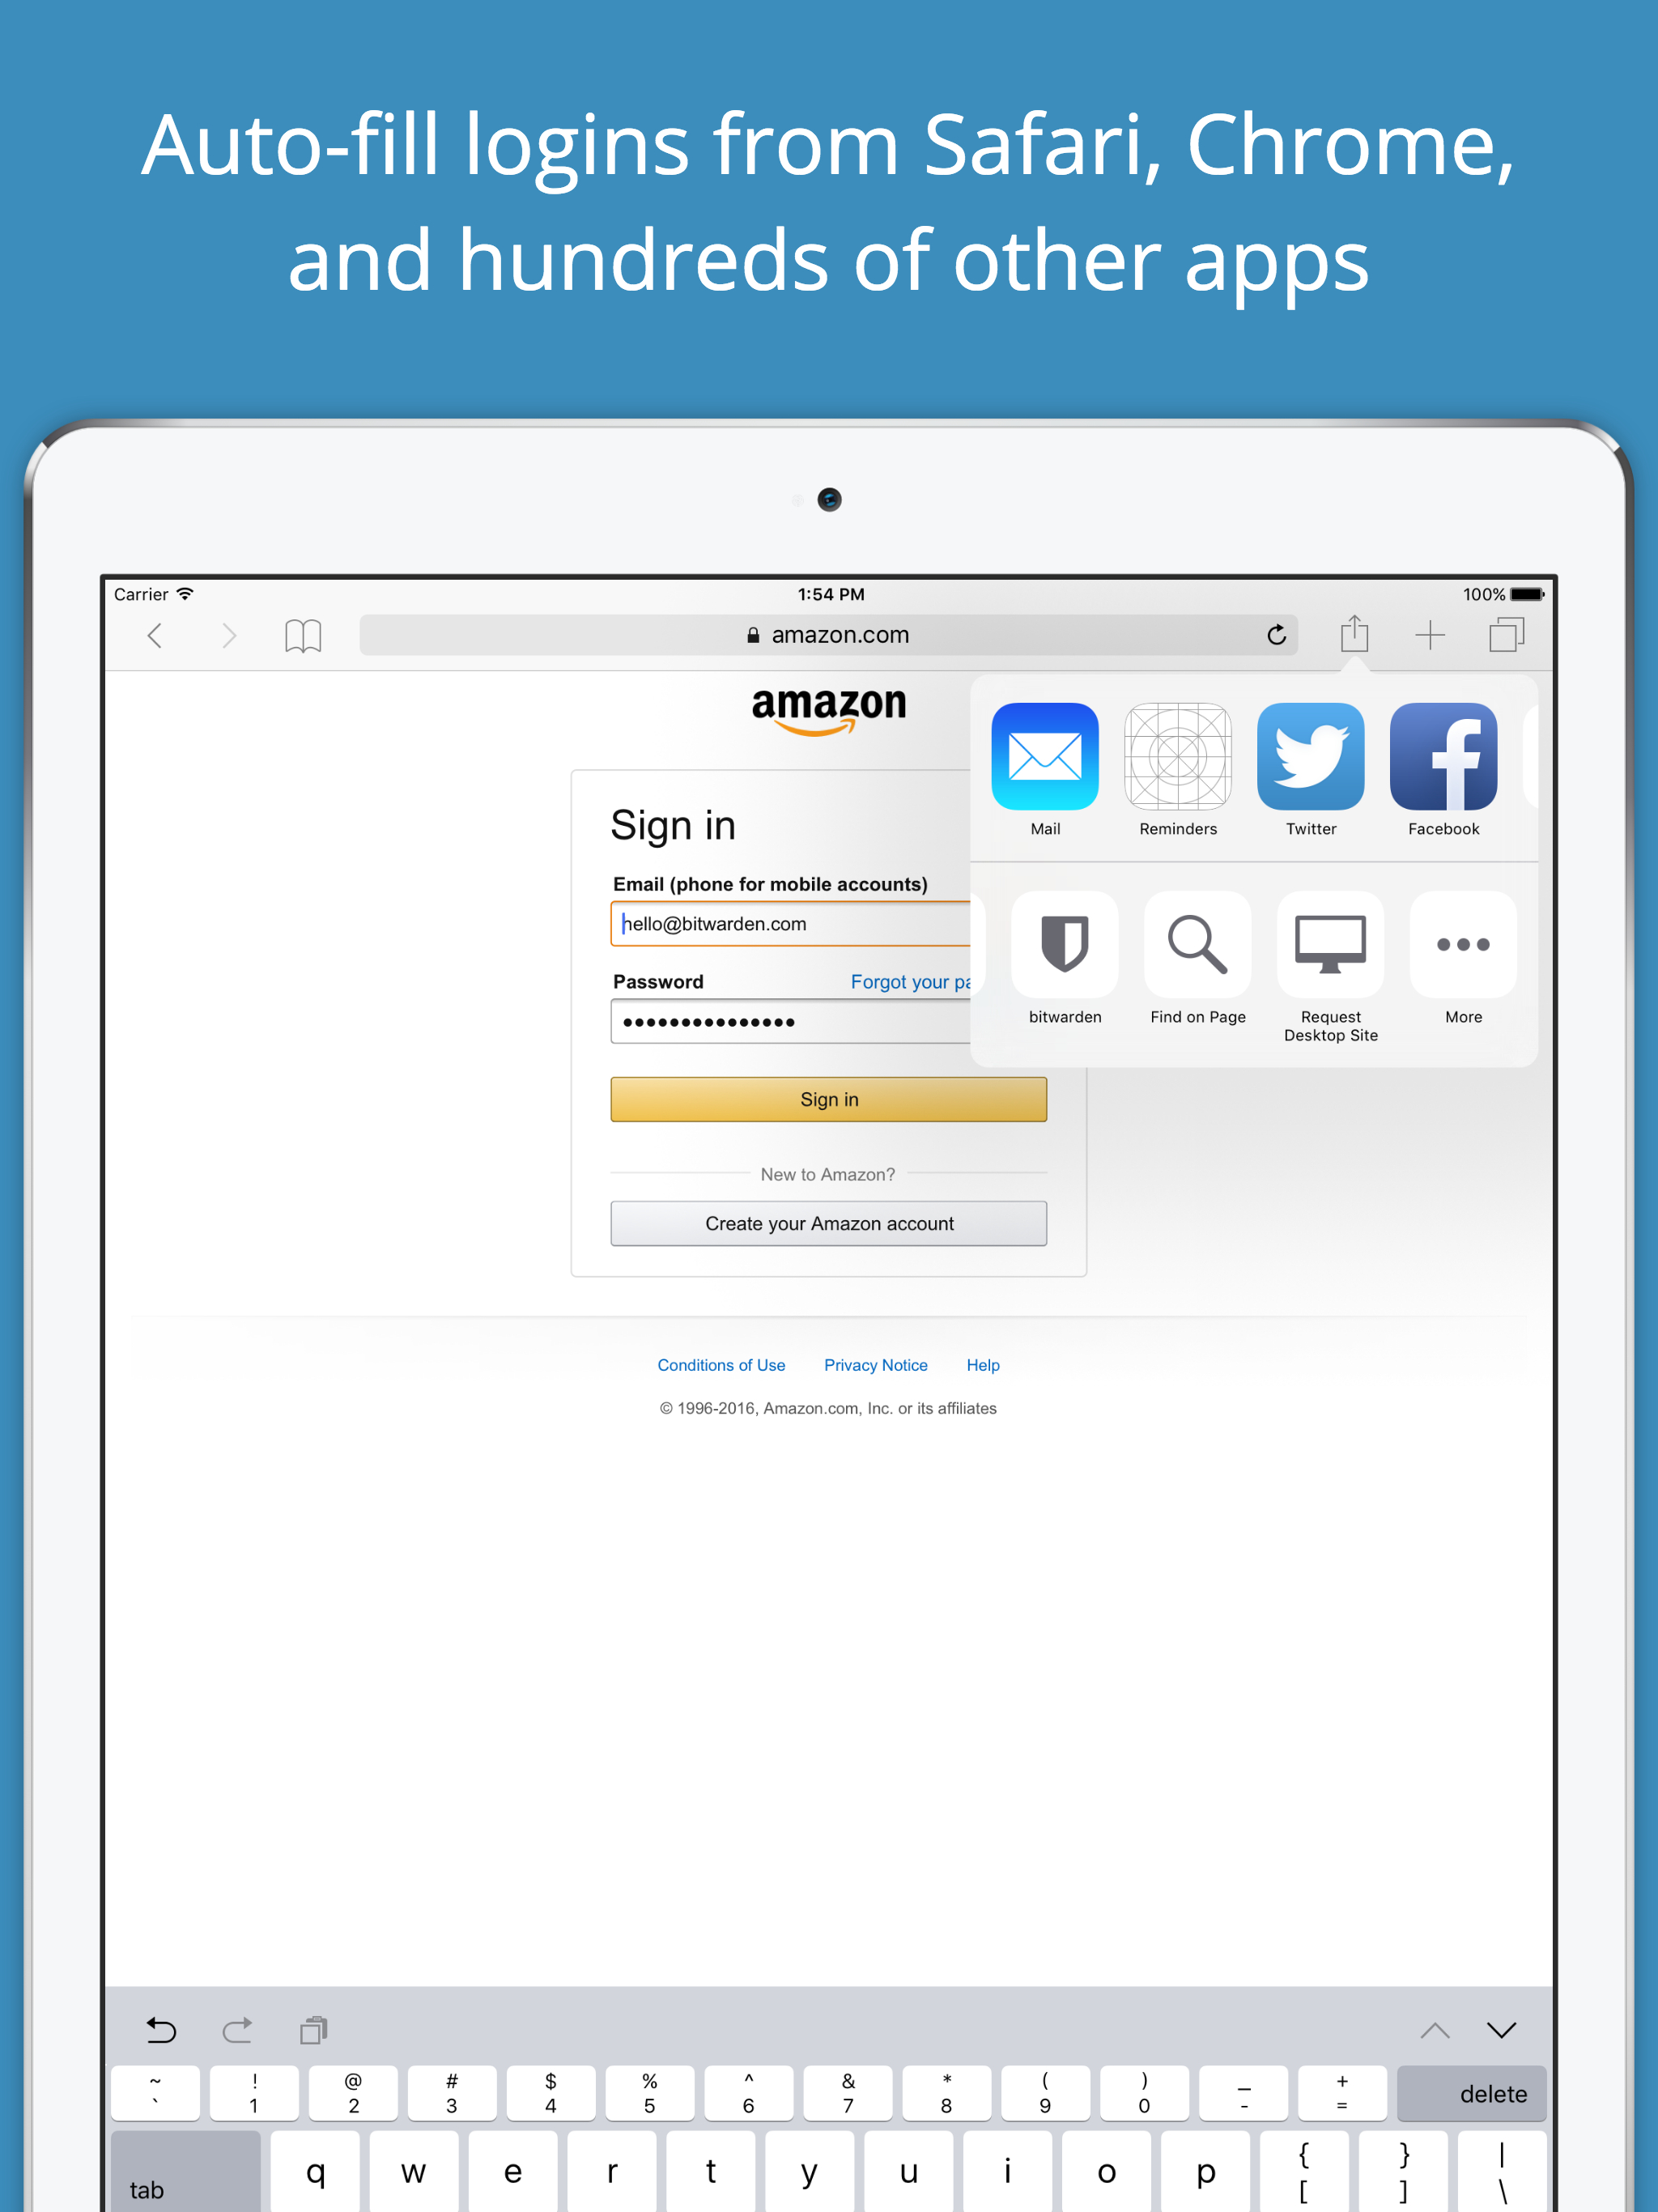 Auto-fill logins from Safari, Chrome,
and hundreds of other apps
Carrier 1:54 PM 100%
amazon.com
amazon
Mail Reminders Twitter Facebook
Sign in
Email (phone for mobile accounts)
hello@bitwarden.com
Password Forgot your pa
bitwarden Find on Page Request Desktop Site More
Sign in
New to Amazon?
Create your Amazon account
Conditions of Use Privacy Notice Help
© 1996-2016, Amazon.com, Inc. or its affiliates
~ ! @ # $ % ^ & * ( ) _ +
` 1 2 3 4 5 6 7 8 9 0 - = delete
tab q w e r t y u i o p { } |
[ ] \